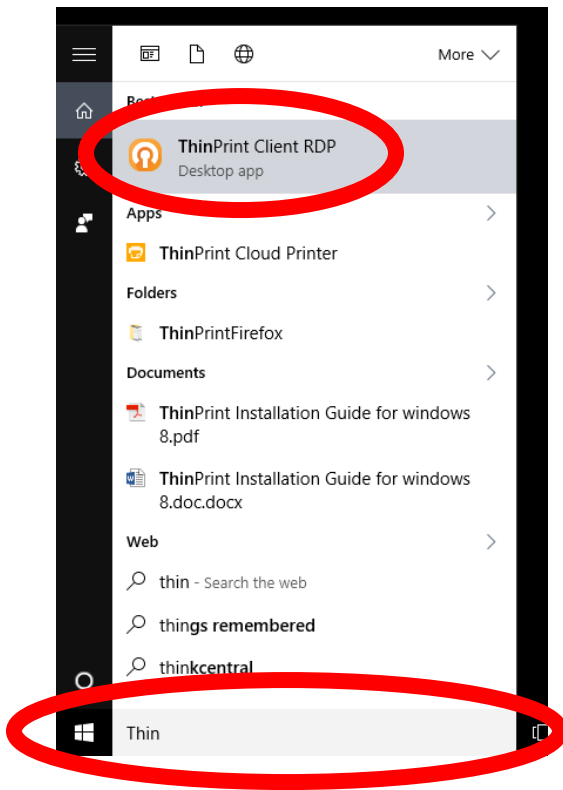 More
ThinPrint Client RDP
Desktop app
Apps
ThinPrint Cloud Printer
Folders
ThinPrintFirefox
Documents
ThinPrint Installation Guide for windows
8.pdf
ThinPrint Installation Guide for windows
8.doc.docx
Web
thin - Search the web
things remembered
thinkcentral
Thin